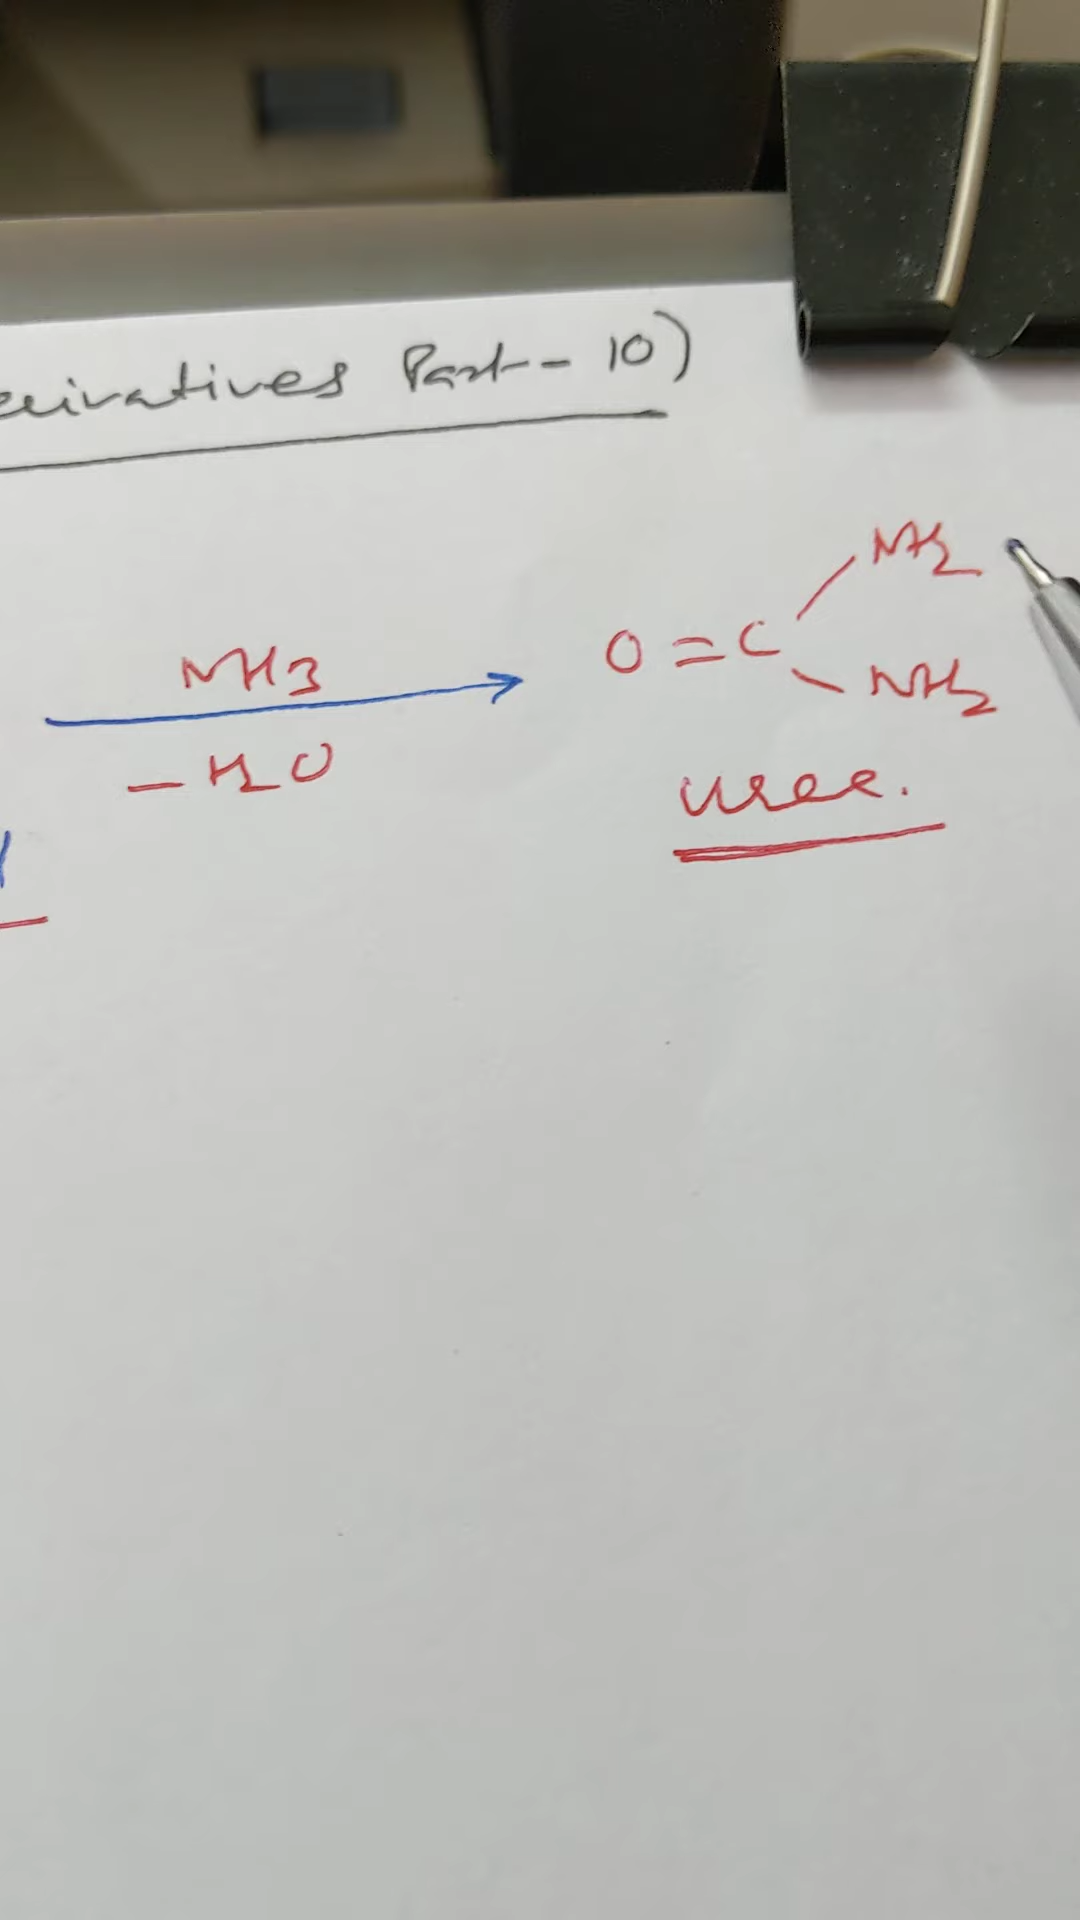 erivatives Part - 10)
NH3
- H2O
NH2
O = C
NH2
urea.